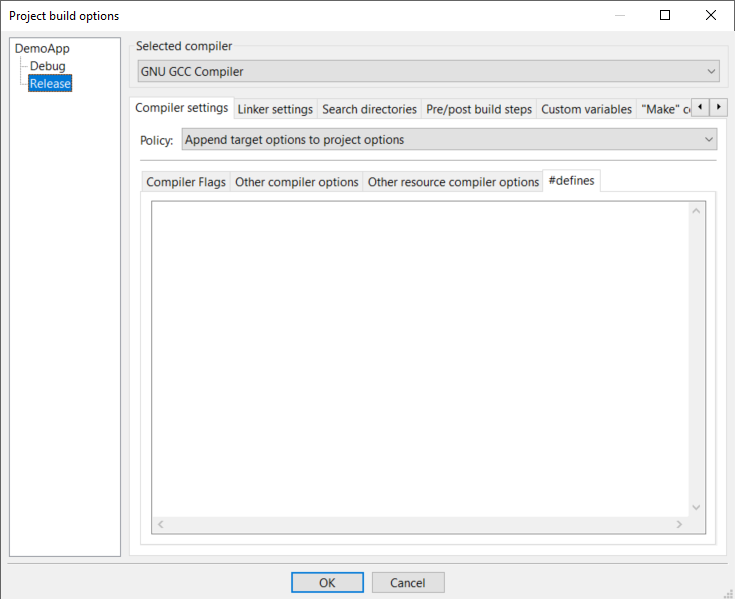 Project build options
DemoApp
Debug
Release
Selected compiler
GNU GCC Compiler
Compiler settings Linker settings Search directories Pre/post build steps Custom variables "Make" co
Policy: Append target options to project options
Compiler Flags Other compiler options Other resource compiler options #defines
OK Cancel